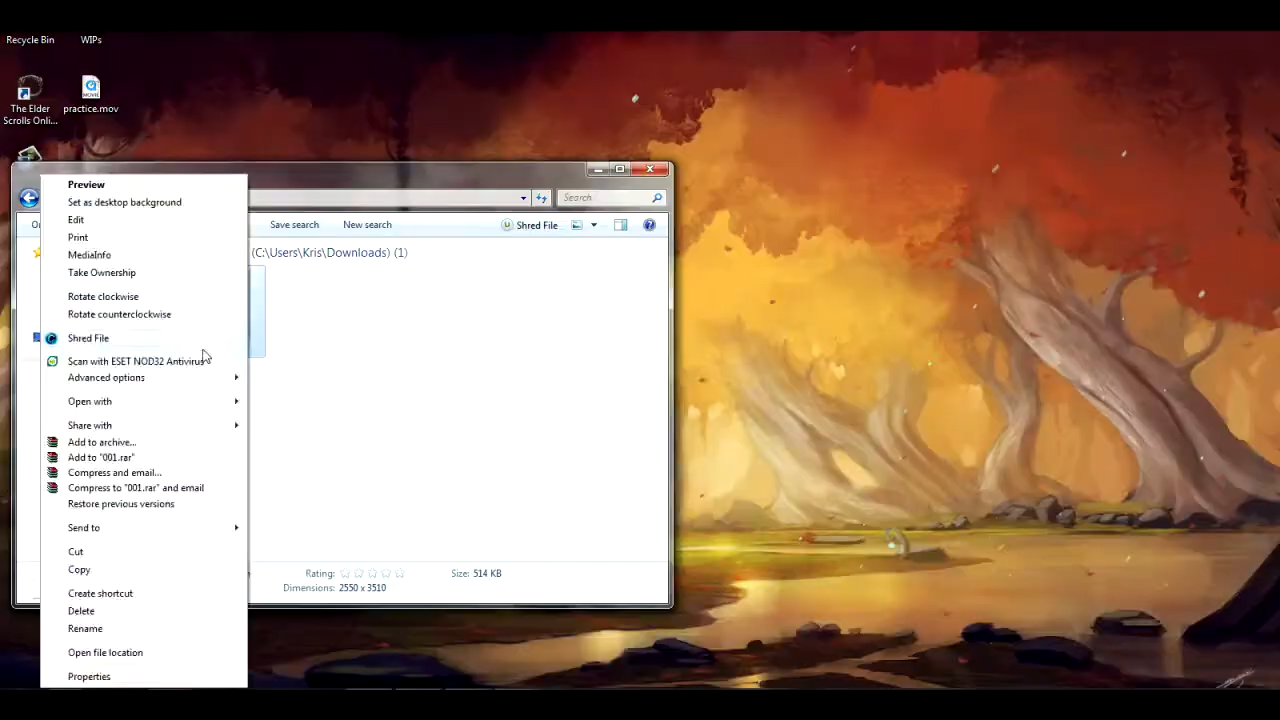 Recycle Bin
WIPs
The Elder
Scrolls Onli...
MOVIE
practice.mov
Search
Save search
New search
Shred File
(C:\Users\Kris\Downloads) (1)
Preview
Set as desktop background
Edit
Print
MediaInfo
Take Ownership
Rotate clockwise
Rotate counterclockwise
Shred File
Scan with ESET NOD32 Antivirus
Advanced options
Open with
Share with
Add to archive...
Add to "001.rar"
Compress and email...
Compress to "001.rar" and email
Restore previous versions
Send to
Cut
Copy
Create shortcut
Delete
Rename
Open file location
Properties
Rating:
Size: 514 KB
Dimensions: 2550 x 3510